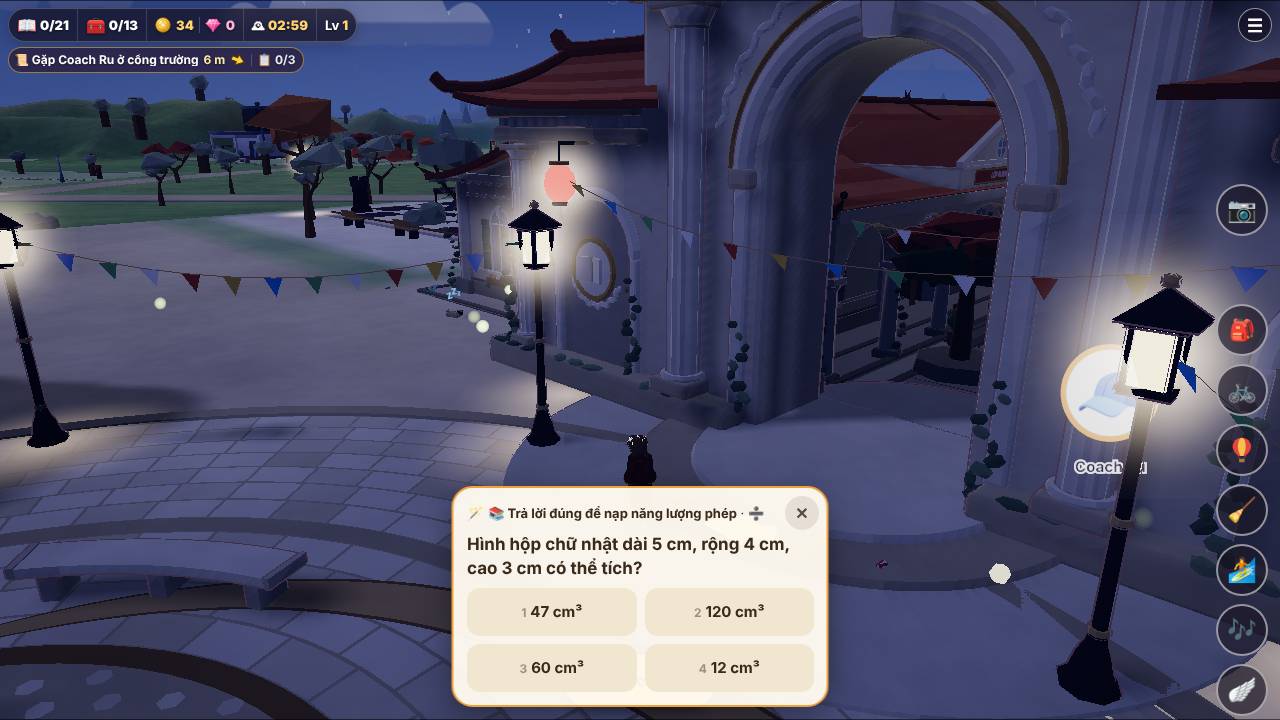 0/21
0/13
34
0
02:59
Lv 1
Gặp Coach Ru ở cổng trường 6 m
0/3
Coach
Trả lời đúng để nạp năng lượng phép ·
Hình hộp chữ nhật dài 5 cm, rộng 4 cm,
cao 3 cm có thể tích?
1 47 cm³
2 120 cm³
3 60 cm³
4 12 cm³